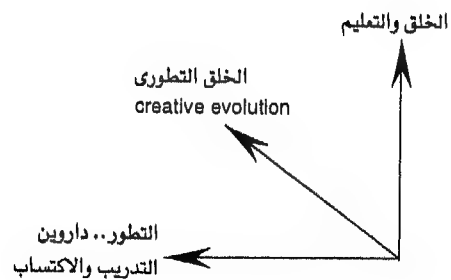 الخلق والتعليم
الخلق التطورى
creative evolution
التطور.. داروين
التدريب والاكتساب